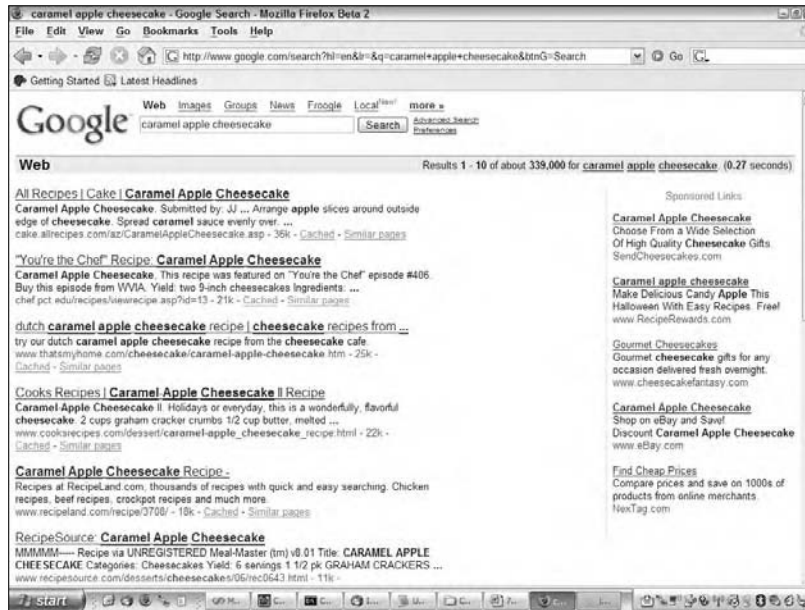 caramel apple cheesecake - Google Search - Mozilla Firefox Beta 2
File Edit View Go Bookmarks Tools Help
http://www.google.com/search?hl=en&lr=&q=caramel+apple+cheesecake&btnG=Search Go
Getting Started Latest Headlines
Google
Web Images Groups News Froogle Local New! more »
caramel apple cheesecake Search Advanced Search
Preferences
Web Results 1 - 10 of about 339,000 for caramel apple cheesecake. (0.27 seconds)
All Recipes | Cake | Caramel Apple Cheesecake
Caramel Apple Cheesecake. Submitted by: JJ ... Arrange apple slices around outside
edge of cheesecake. Spread caramel sauce evenly over. ...
cake.allrecipes.com/az/CaramelAppleCheesecake.asp - 36k - Cached - Similar pages
"You're the Chef" Recipe: Caramel Apple Cheesecake
Caramel Apple Cheesecake, This recipe was featured on "You're the Chef" episode #406.
Buy this episode from WVIA. Yield: two 9-inch cheesecakes Ingredients: ...
chef.pct.edu/recipes/viewrecipe.asp?id=13 - 21k - Cached - Similar pages
dutch caramel apple cheesecake recipe | cheesecake recipes from ...
try our dutch caramel apple cheesecake recipe from the cheesecake cafe.
www.thatsmyhome.com/cheesecake/caramel-apple-cheesecake.htm - 25k -
Cached - Similar pages
Cooks Recipes | Caramel-Apple Cheesecake II Recipe
Caramel-Apple Cheesecake II. Holidays or everyday, this is a wonderfully, flavorful
cheesecake. 2 cups graham cracker crumbs 1/2 cup butter, melted ...
www.cooksrecipes.com/dessert/caramel-apple_cheesecake_recipe.html - 22k -
Cached - Similar pages
Caramel Apple Cheesecake Recipe -
Recipes at RecipeLand.com, thousands of recipes with quick and easy searching. Chicken
recipes, beef recipes, crockpot recipes and much more.
www.recipeland.com/recipe/3708/ - 18k - Cached - Similar pages
RecipeSource: Caramel Apple Cheesecake
MMMMM----- Recipe via UNREGISTERED Meal-Master (tm) v8.01 Title: CARAMEL APPLE
CHEESECAKE Categories: Cheesecakes Yield: 6 servings 1 1/2 pk GRAHAM CRACKERS ...
www.recipesource.com/desserts/cheesecakes/06/rec0643.html - 11k -
Sponsored Links
Caramel Apple Cheesecake
Choose From a Wide Selection
Of High Quality Cheesecake Gifts.
SendCheesecakes.com
Caramel apple cheesecake
Make Delicious Candy Apple This
Halloween With Easy Recipes. Free!
www.RecipeRewards.com
Gourmet Cheesecakes
Gourmet cheesecake gifts for any
occasion delivered fresh overnight.
www.cheesecakefantasy.com
Caramel Apple Cheesecake
Shop on eBay and Save!
Discount Caramel Apple Cheesecake
www.eBay.com
Find Cheap Prices
Compare prices and save on 1000s of
products from online merchants.
NexTag.com
start